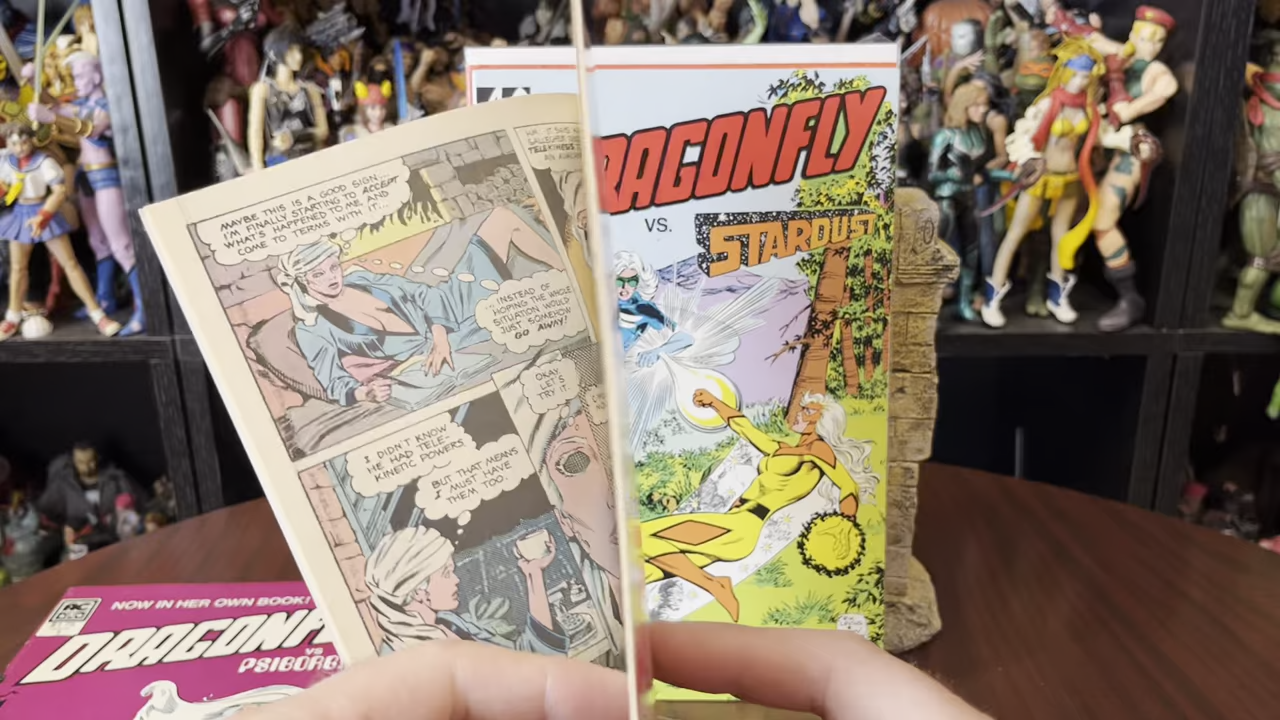 MAYBE THIS IS A GOOD SIGN...
I'M FINALLY STARTING TO ACCEPT
WHAT'S HAPPENED TO ME, AND
COME TO TERMS WITH IT...
...INSTEAD OF
HOPING THE WHOLE
SITUATION WOULD
JUST SOMEHOW
GO AWAY!
TELEKINESIS
OKAY
LET'S
TRY IT.
I DIDN'T KNOW
HE HAD TELE-
KINETIC POWERS.
BUT THAT MEANS
I MUST HAVE
THEM TOO.
RAGONFLY
VS.
STARDUST
AC
NOW IN HER OWN BOOK!
DRAGONF
VS
PSIBORG